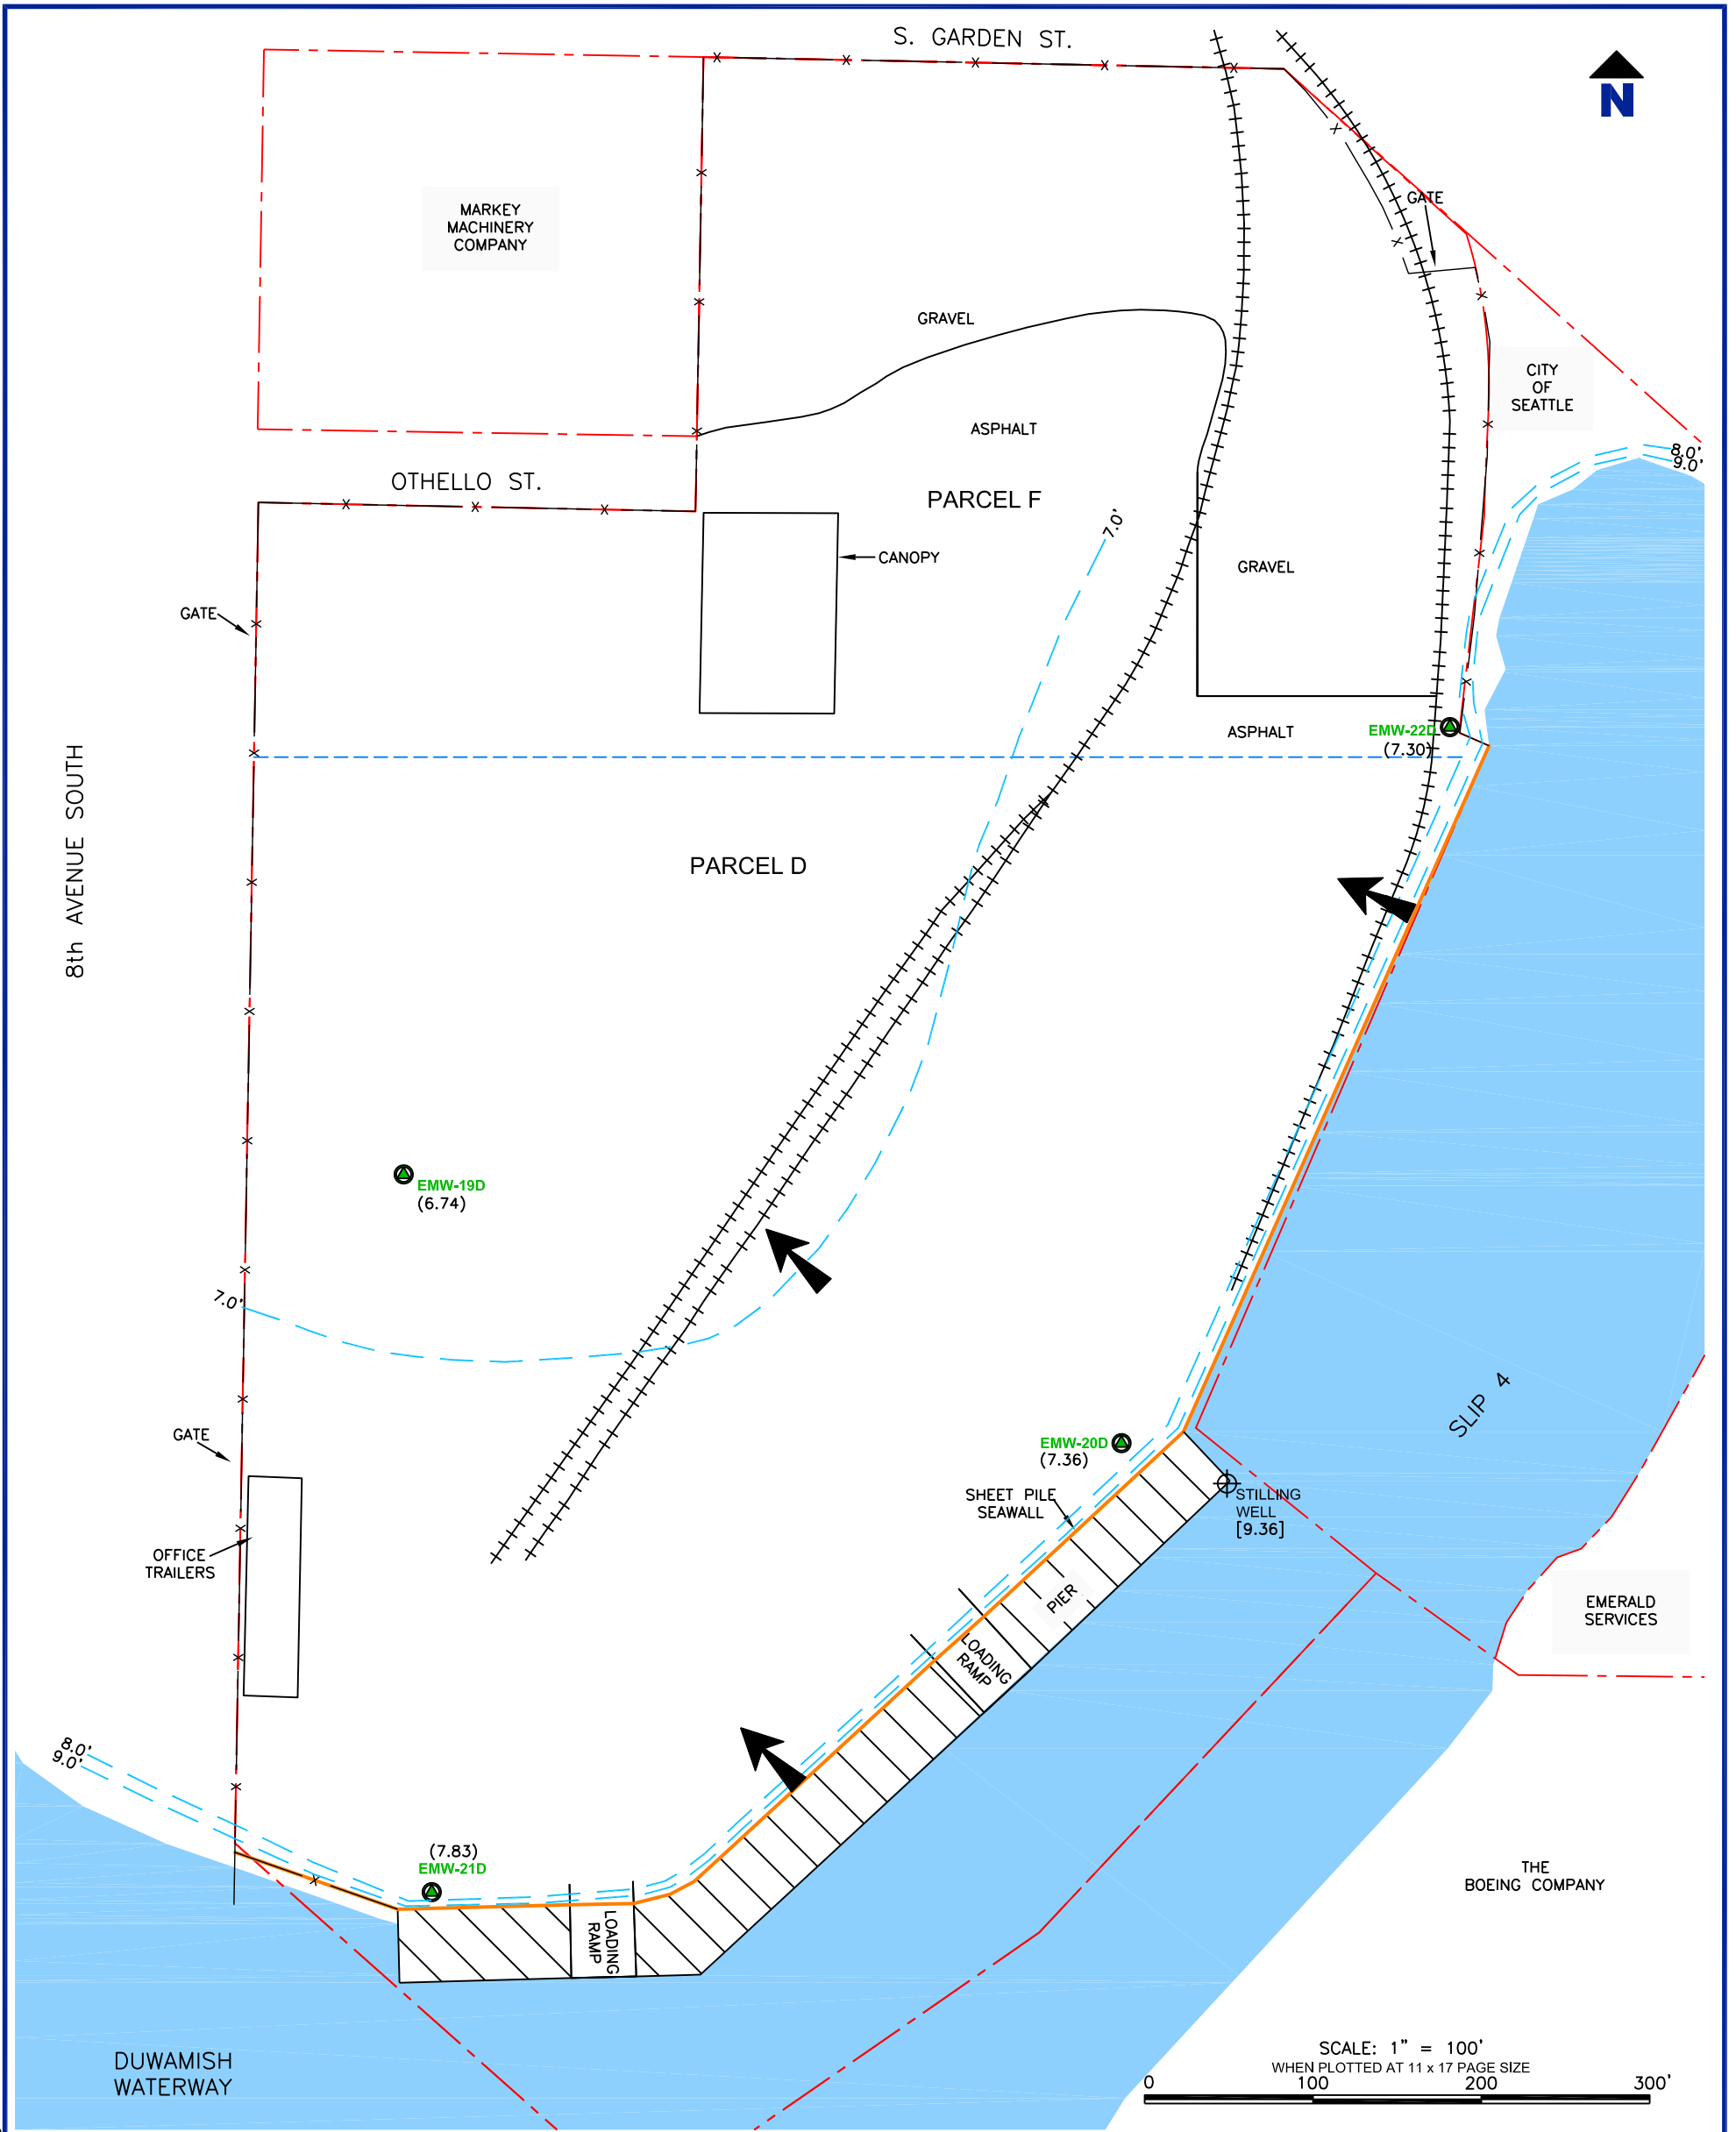 S. GARDEN ST.
N
MARKEY
MACHINERY
COMPANY
GATE
GRAVEL
CITY
OF
SEATTLE
ASPHALT
8.0'
9.0'
OTHELLO ST.
PARCEL F
7.0'
CANOPY
GRAVEL
GATE
EMW-22D
(7.30)
ASPHALT
8th AVENUE SOUTH
PARCEL D
EMW-19D
(6.74)
7.0'
SLIP 4
GATE
EMW-20D
(7.36)
SHEET PILE
SEAWALL
STILLING
WELL
[9.36]
OFFICE
TRAILERS
PIER
EMERALD
SERVICES
LOADING
RAMP
8.0'
9.0'
(7.83)
EMW-21D
THE
BOEING COMPANY
LOADING
RAMP
DUWAMISH
WATERWAY
SCALE: 1" = 100'
WHEN PLOTTED AT 11 x 17 PAGE SIZE
0 100 200 300'